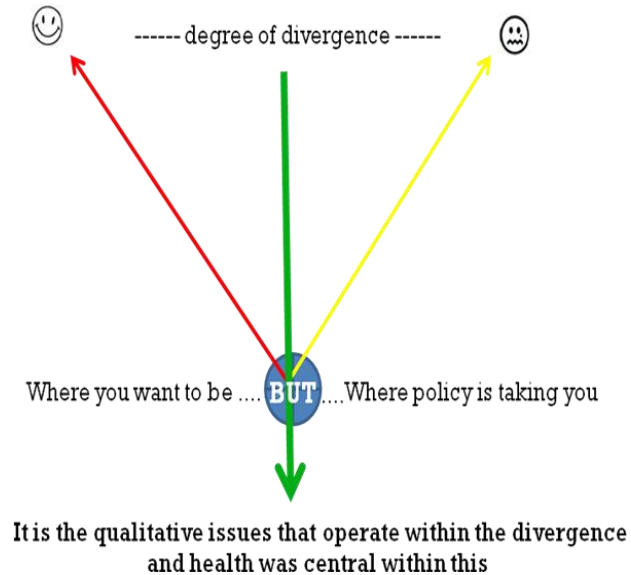 ------ degree of divergence ------
Where you want to be .... BUT ....Where policy is taking you
It is the qualitative issues that operate within the divergence
and health was central within this